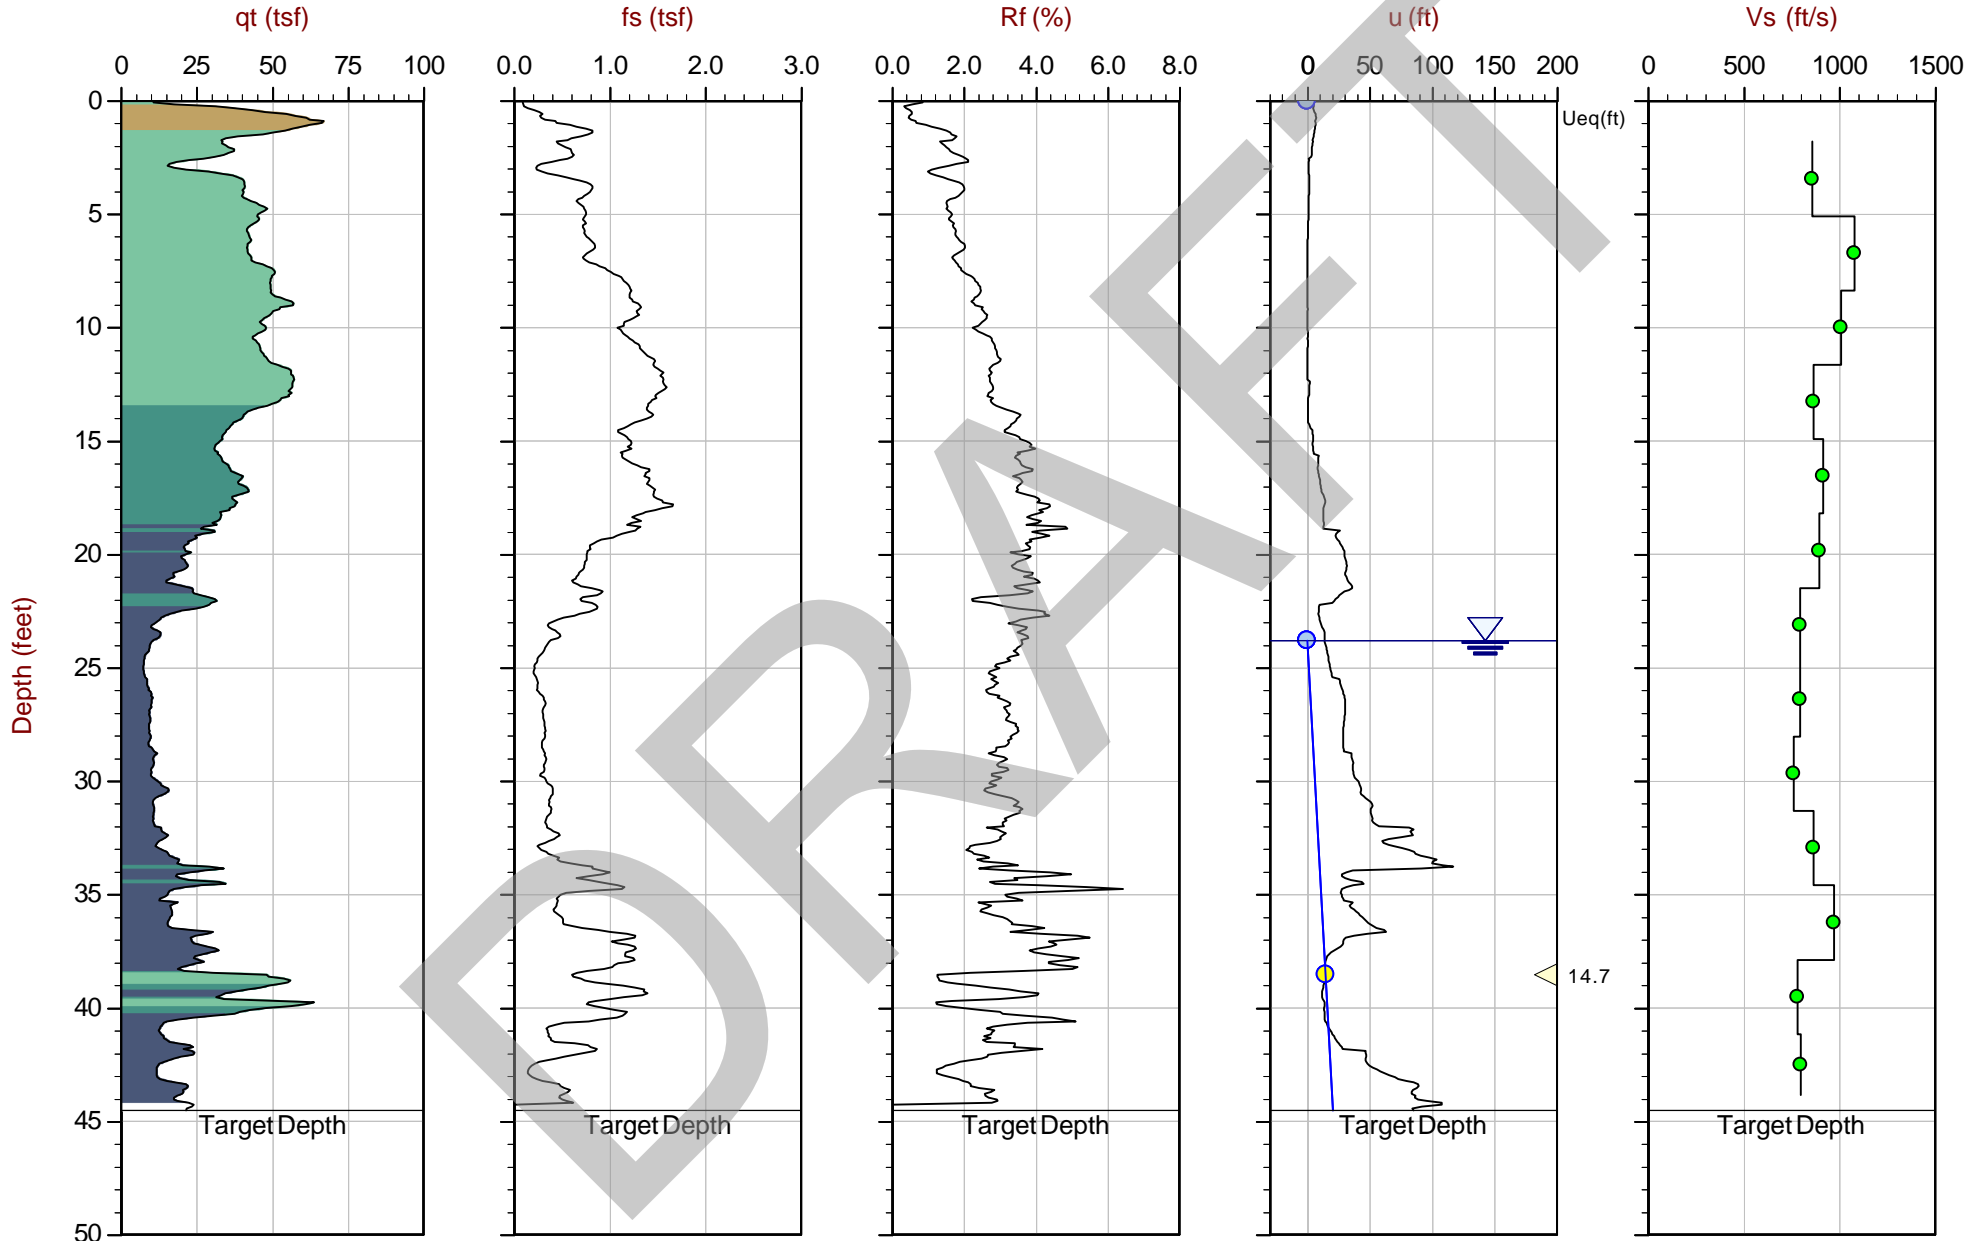 qt (tsf) fs (tsf) Rf (%) u (ft) Vs (ft/s)
0 25 50 75 100 0.0 1.0 2.0 3.0 0.0 2.0 4.0 6.0 8.0 0 50 100 150 200 0 500 1000 1500
0
Ueq(ft)
5
10
15
20
25
30
35
14.7
40
45
Target Depth Target Depth Target Depth Target Depth Target Depth
50
Depth (feet)
DRAFT